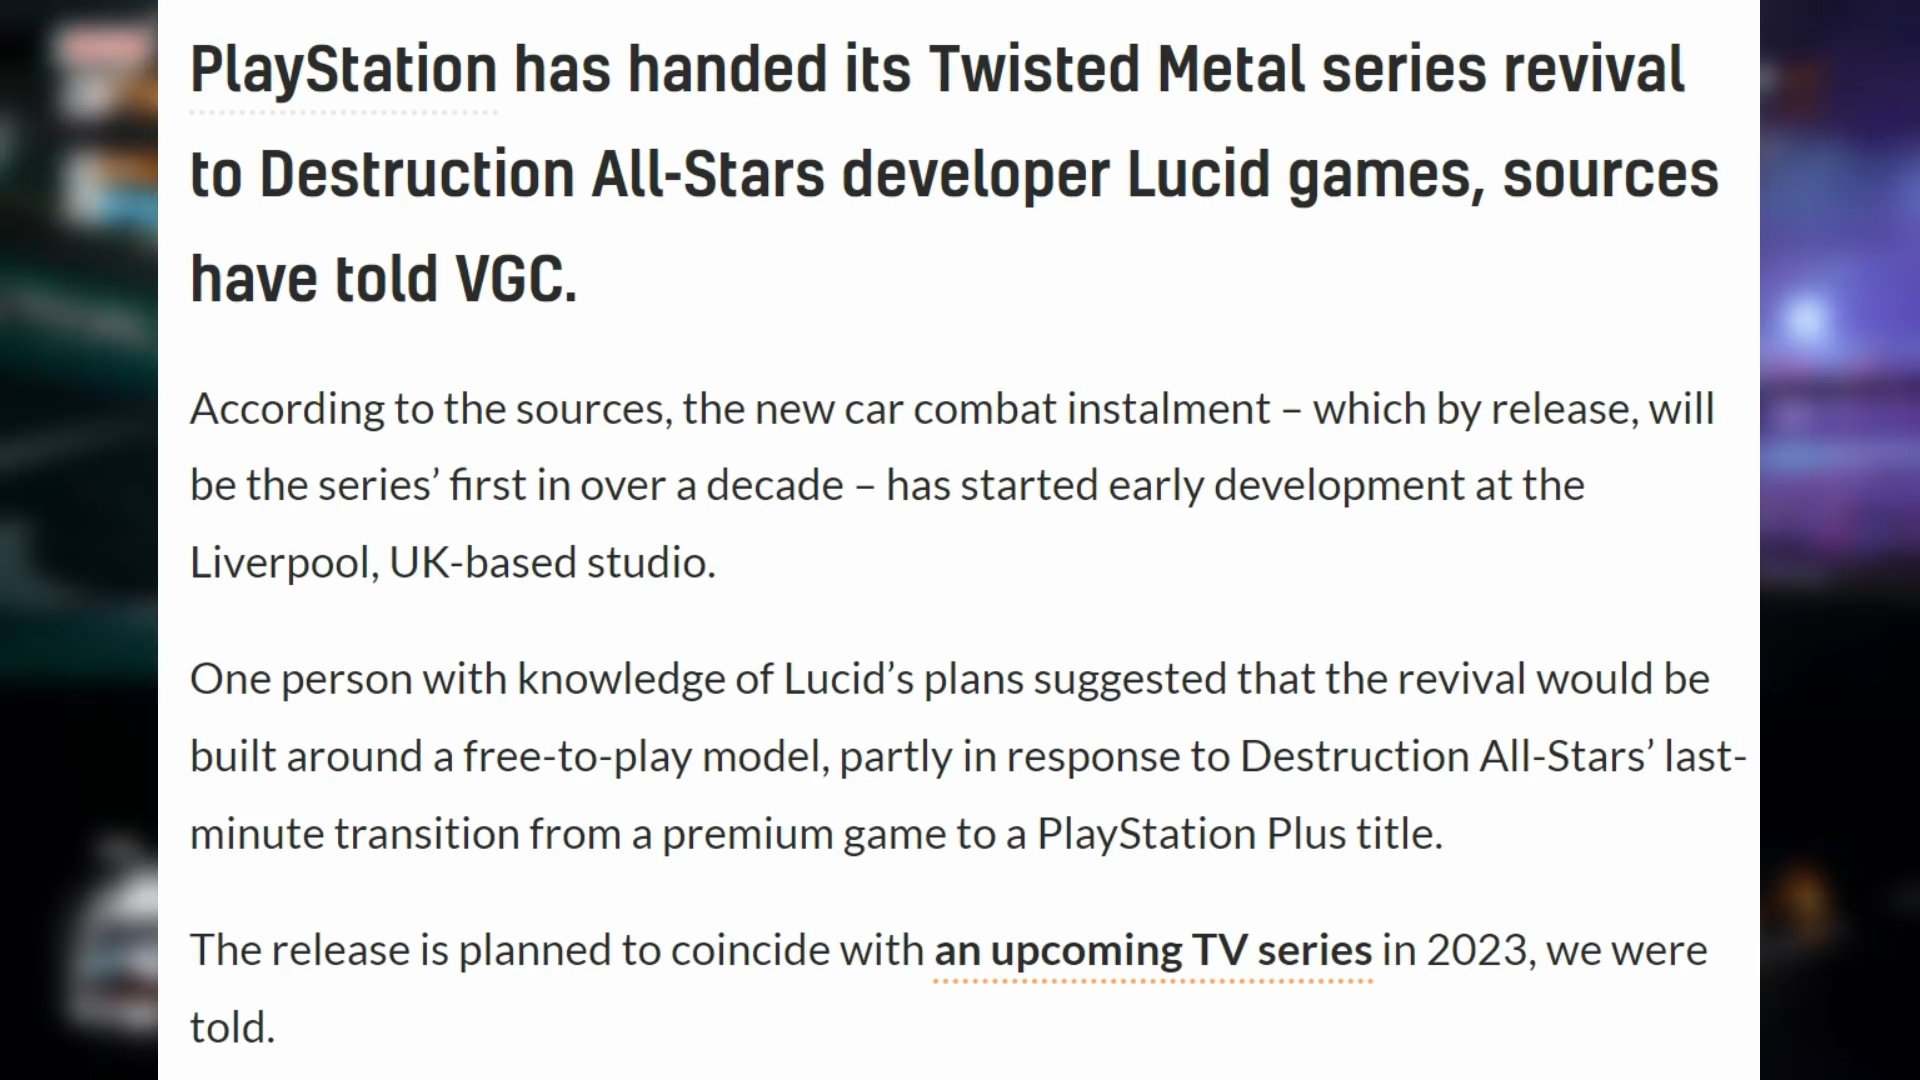 PlayStation has handed its Twisted Metal series revival
to Destruction All-Stars developer Lucid games, sources
have told VGC.
According to the sources, the new car combat instalment – which by release, will
be the series’ first in over a decade – has started early development at the
Liverpool, UK-based studio.
One person with knowledge of Lucid’s plans suggested that the revival would be
built around a free-to-play model, partly in response to Destruction All-Stars’ last-
minute transition from a premium game to a PlayStation Plus title.
The release is planned to coincide with an upcoming TV series in 2023, we were
told.